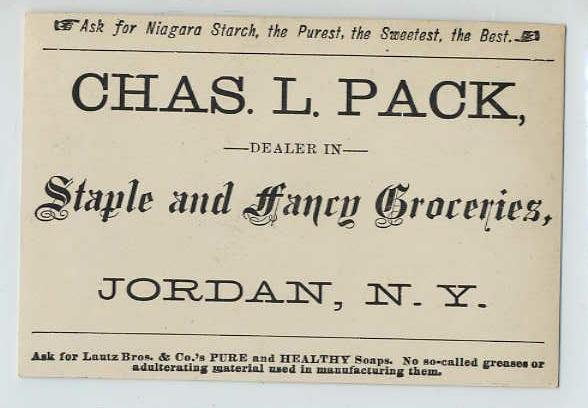 Ask for Niagara Starch, the Purest, the Sweetest, the Best.
CHAS. L. PACK,
—DEALER IN—
Staple and Fancy Groceries,
JORDAN, N. Y.
Ask for Lautz Bros. & Co.'s PURE and HEALTHY Soaps. No so-called greases or
adulterating material used in manufacturing them.